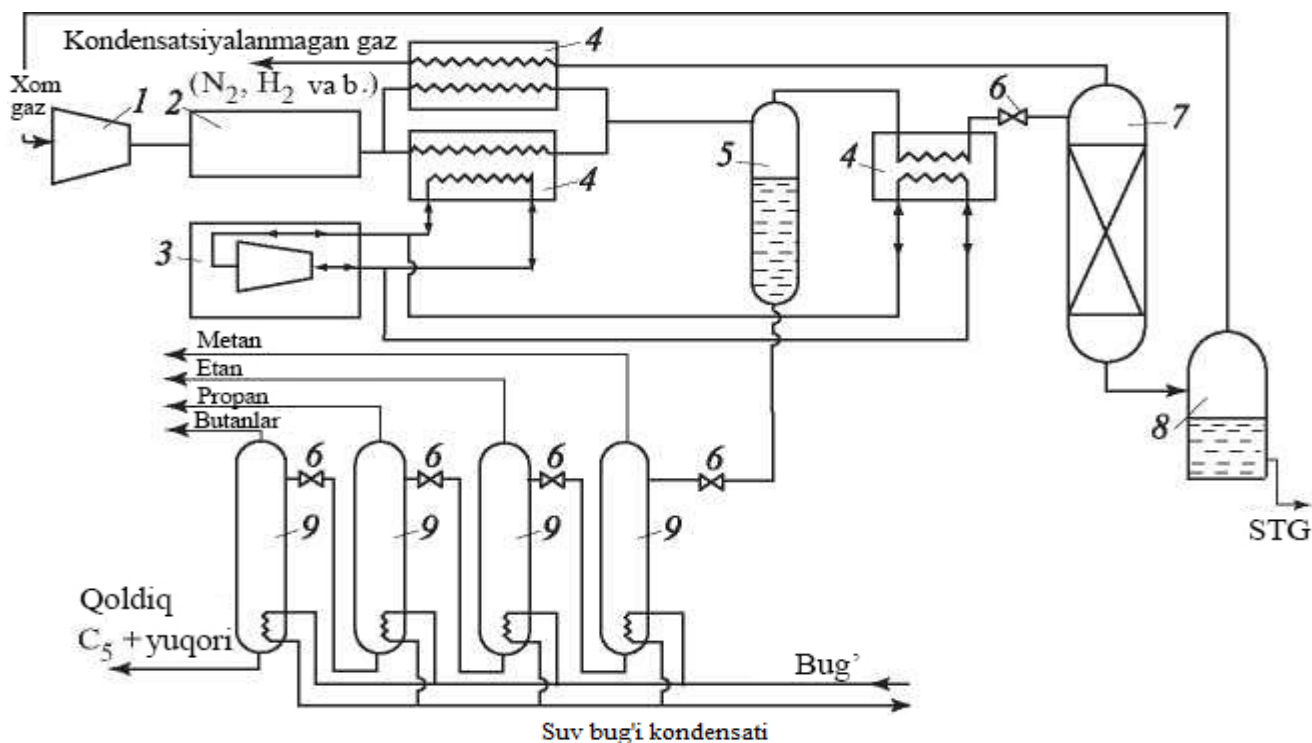 Kondensatsiyalanmagan gaz
4
Xom
gaz
1
2
(N₂, H₂ va b.)
6
7
5
4
4
3
Metan
Etan
Propan
Butanlar
6
6
6
6
8
9
9
9
9
STG
Qoldiq
C₅ + yuqori
Bug’
Suv bug'i kondensati